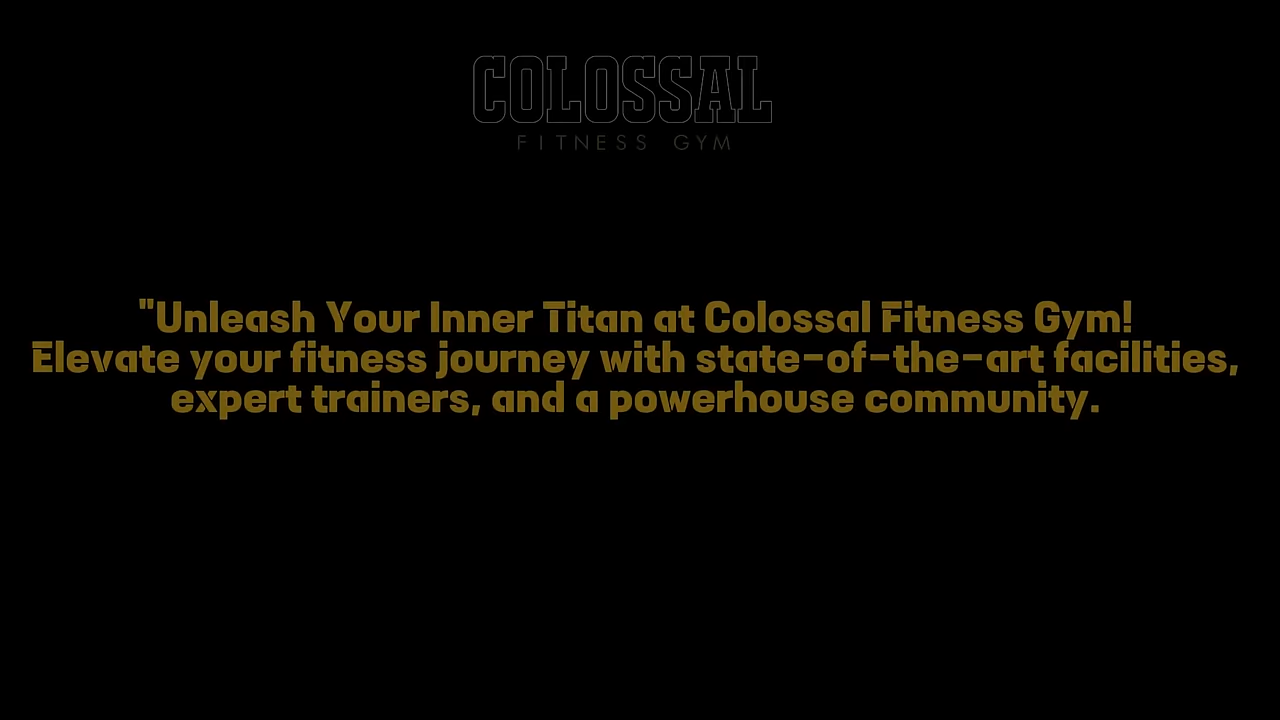 COLOSSAL
FITNESS GYM
"Unleash Your Inner Titan at Colossal Fitness Gym!
Elevate your fitness journey with state-of-the-art facilities,
expert trainers, and a powerhouse community.